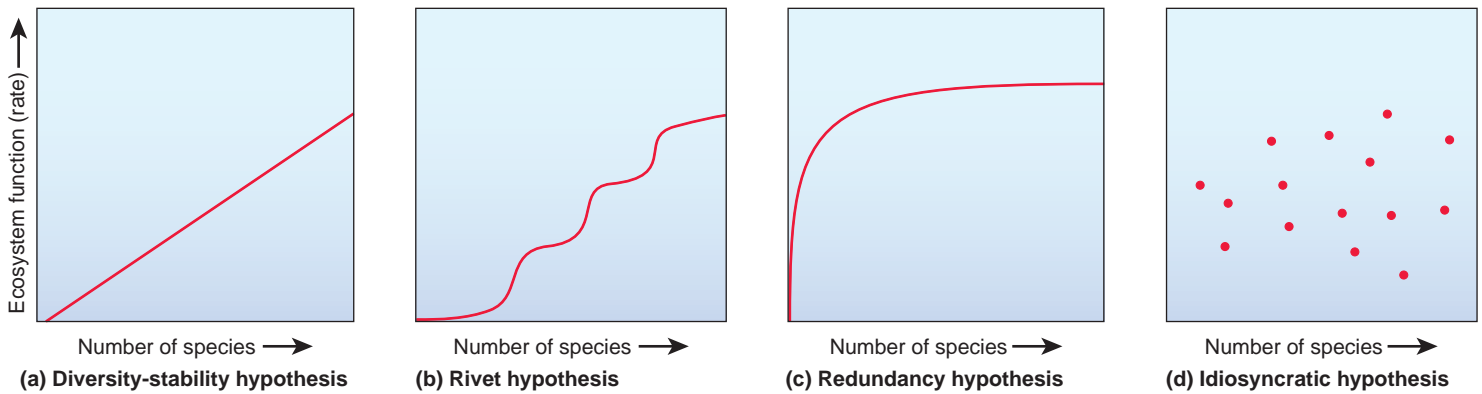 Ecosystem function (rate)
Number of species
Number of species
Number of species
Number of species
(a) Diversity-stability hypothesis
(b) Rivet hypothesis
(c) Redundancy hypothesis
(d) Idiosyncratic hypothesis